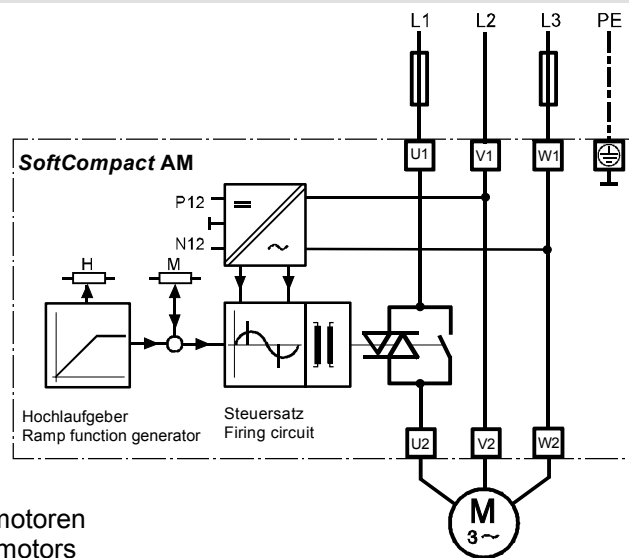 L1 L2 L3 PE
SoftCompact AM
U1 V1 W1
P12
N12
H M
Hochlaufgeber
Ramp function generator
Steuersatz
Firing circuit
U2 V2 W2
M
3~
motoren
motors